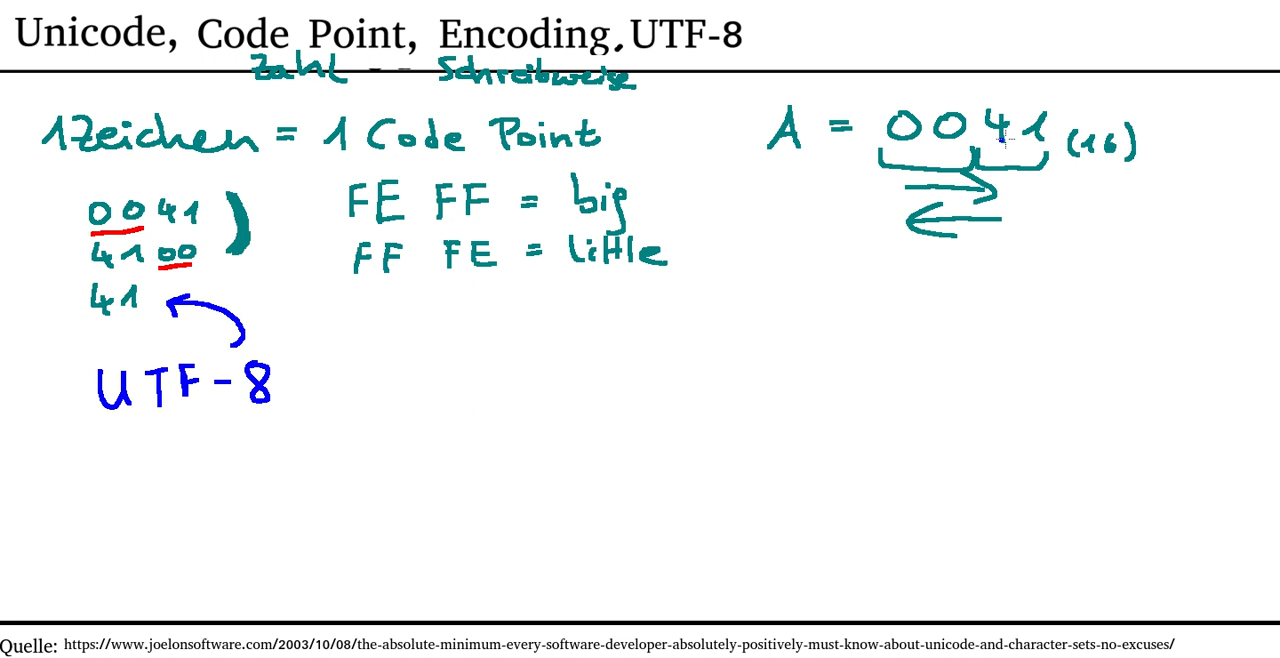 Unicode, Code Point, Encoding, UTF-8
Zahl -- Schreibweise
1 Zeichen = 1 Code Point
A = 0041 (16)
0041
4100
41
FE FF = big
FF FE = little
UTF-8
Quelle: https://www.joelonsoftware.com/2003/10/08/the-absolute-minimum-every-software-developer-absolutely-positively-must-know-about-unicode-and-character-sets-no-excuses/